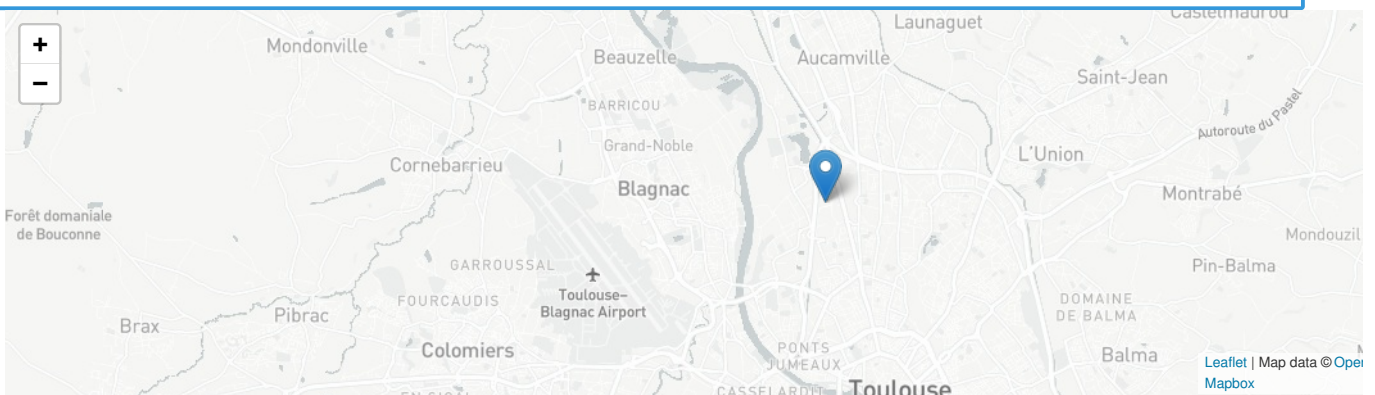 Launaguet
Castelmaurou
+
Mondonville
Beauzelle
Aucamville
Saint-Jean
−
BARRICOU
Autoroute du Pastel
Grand-Noble
L'Union
Cornebarrieu
Blagnac
Montrabé
Forêt domaniale
de Bouconne
Mondouzil
GARROUSSAL
Pin-Balma
Toulouse–
Blagnac Airport
FOURCAUDIS
DOMAINE
DE BALMA
Pibrac
Brax
Colomiers
PONTS
JUMEAUX
Balma
Leaflet | Map data © Ope
Mapbox
CASSELARDIT
Toulouse